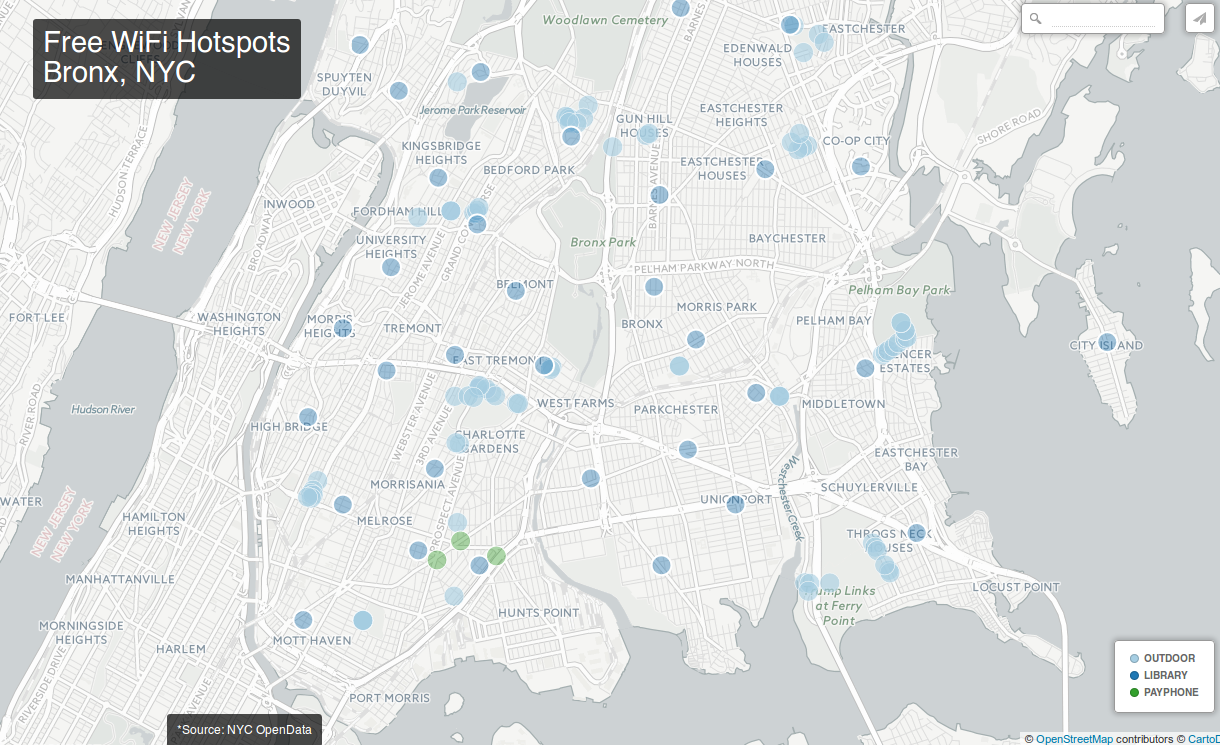 Free WiFi Hotspots
Bronx, NYC
Woodlawn Cemetery
BARNES
EASTCHESTER
EDENWALD
HOUSES
SPUYTEN
DUYVIL
Jerome Park Reservoir
GUN HILL
HOUSES
EASTCHESTER
HEIGHTS
SHORE ROAD
CO-OP CITY
KINGSBRIDGE
HEIGHTS
BEDFORD PARK
EASTCHESTER
HOUSES
HUDSON TERRACE
NEW JERSEY
NEW YORK
INWOOD
BROADWAY
FORDHAM HILL
UNIVERSITY
HEIGHTS
JEROME AVENUE
Bronx Park
BAYCHESTER
PELHAM PARKWAY NORTH
BELMONT
Pelham Bay Park
FORT LEE
WASHINGTON
HEIGHTS
MORRIS
HEIGHTS
TREMONT
BRONX
MORRIS PARK
PELHAM BAY
CITY ISLAND
EAST TREMONT
ESTATES
Hudson River
RIVER ROAD
WEBSTER AVENUE
3RD AVENUE
WEST FARMS
PARKCHESTER
MIDDLETOWN
HIGH BRIDGE
CHARLOTTE
GARDENS
EASTCHESTER
BAY
MORRISANIA
PROSPECT AVENUE
Westchester Creek
SCHUYLERVILLE
UNIONPORT
WATER
NEW JERSEY
NEW YORK
HAMILTON
HEIGHTS
MELROSE
THROGS NECK
MANHATTANVILLE
LOCUST POINT
at Ferry
Point
HUNTS POINT
MORNINGSIDE
HEIGHTS
HARLEM
MOTT HAVEN
RIVERSIDE DRIVE
AVENUE
PORT MORRIS
OUTDOOR
LIBRARY
PAYPHONE
*Source: NYC OpenData
© OpenStreetMap contributors © CartoD